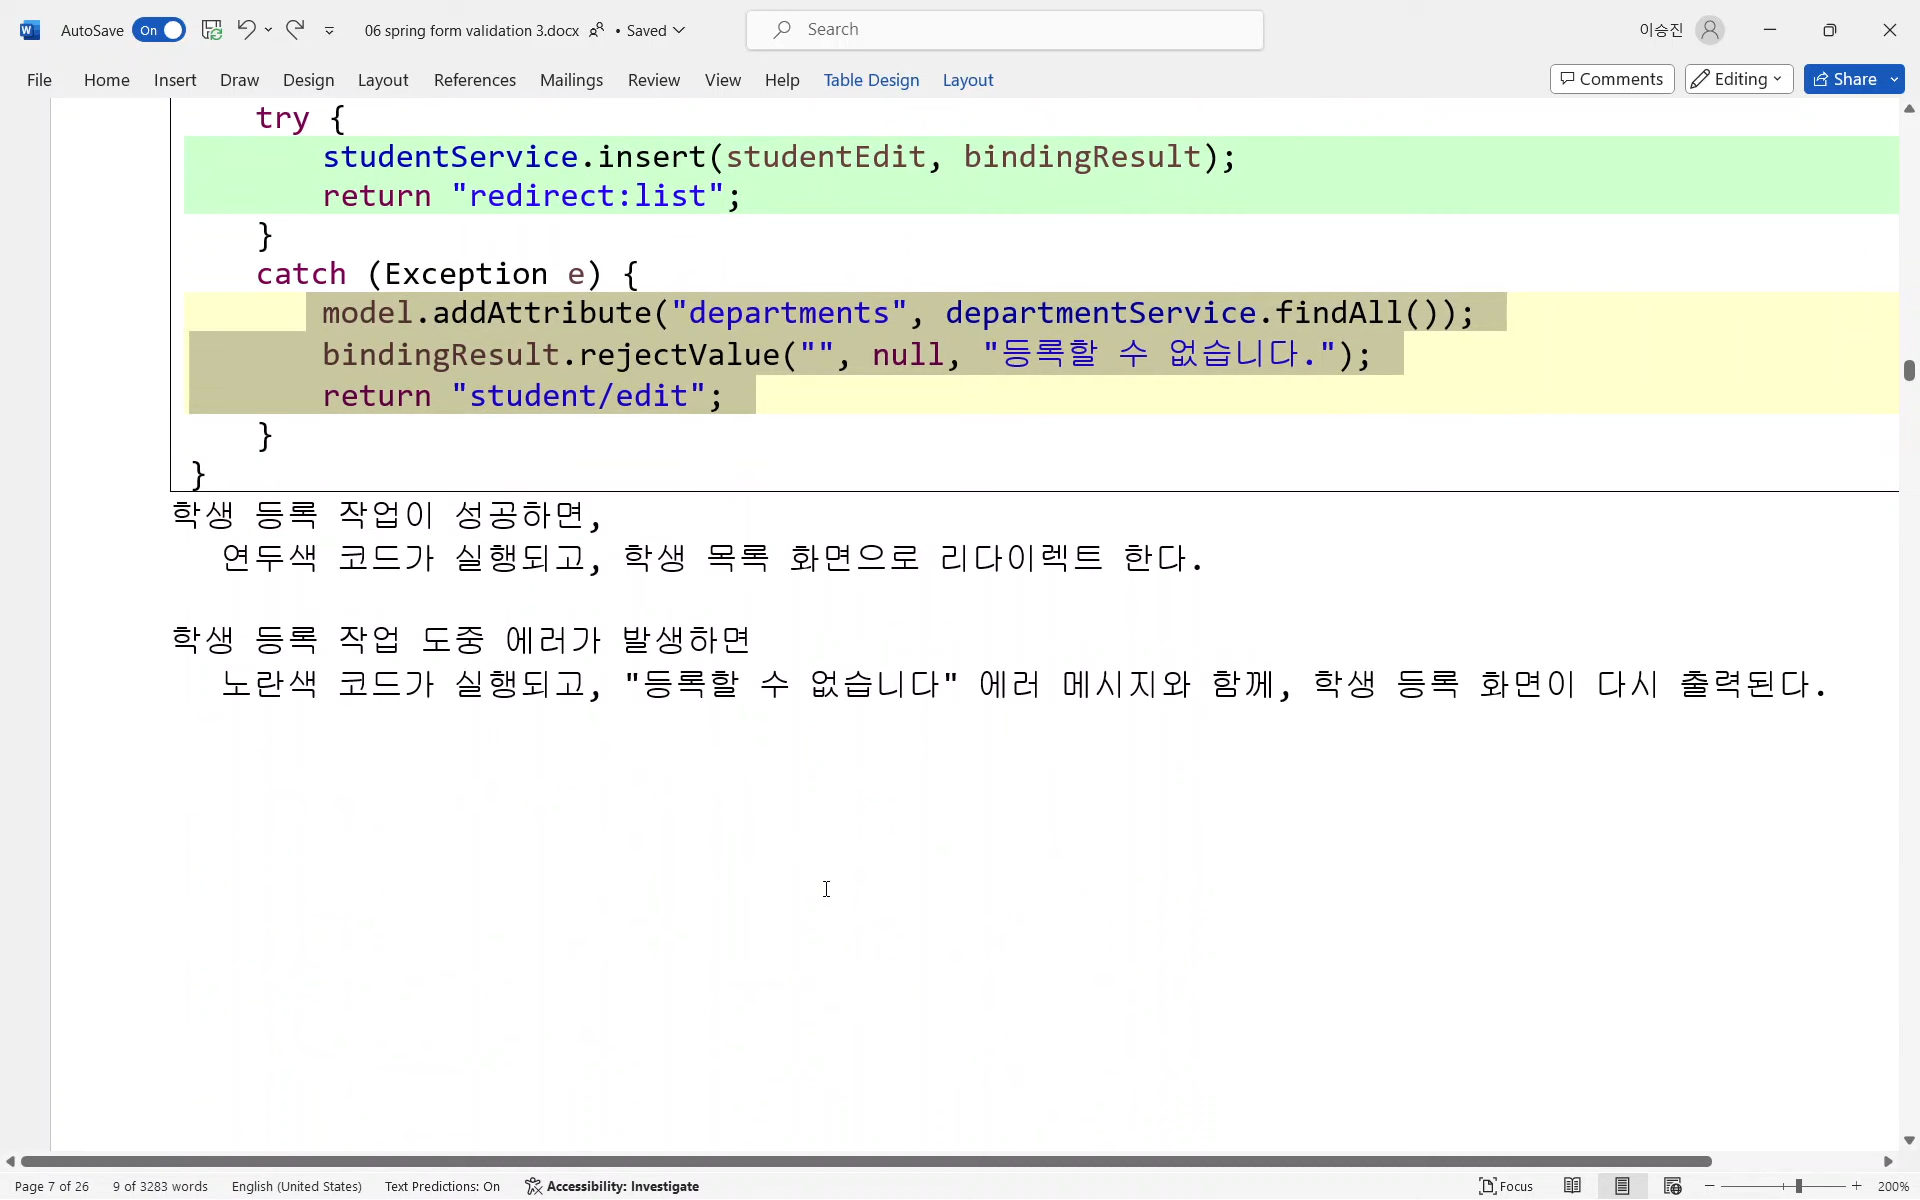 AutoSave On 06 spring form validation 3.docx • Saved Search 이승진
File Home Insert Draw Design Layout References Mailings Review View Help Table Design Layout Comments Editing Share
try {
studentService.insert(studentEdit, bindingResult);
return "redirect:list";
}
catch (Exception e) {
model.addAttribute("departments", departmentService.findAll());
bindingResult.rejectValue("", null, "등록할 수 없습니다.");
return "student/edit";
}
}
학생 등록 작업이 성공하면,
연두색 코드가 실행되고, 학생 목록 화면으로 리다이렉트 한다.
학생 등록 작업 도중 에러가 발생하면
노란색 코드가 실행되고, "등록할 수 없습니다" 에러 메시지와 함께, 학생 등록 화면이 다시 출력된다.
Page 7 of 26 9 of 3283 words English (United States) Text Predictions: On Accessibility: Investigate Focus 200%